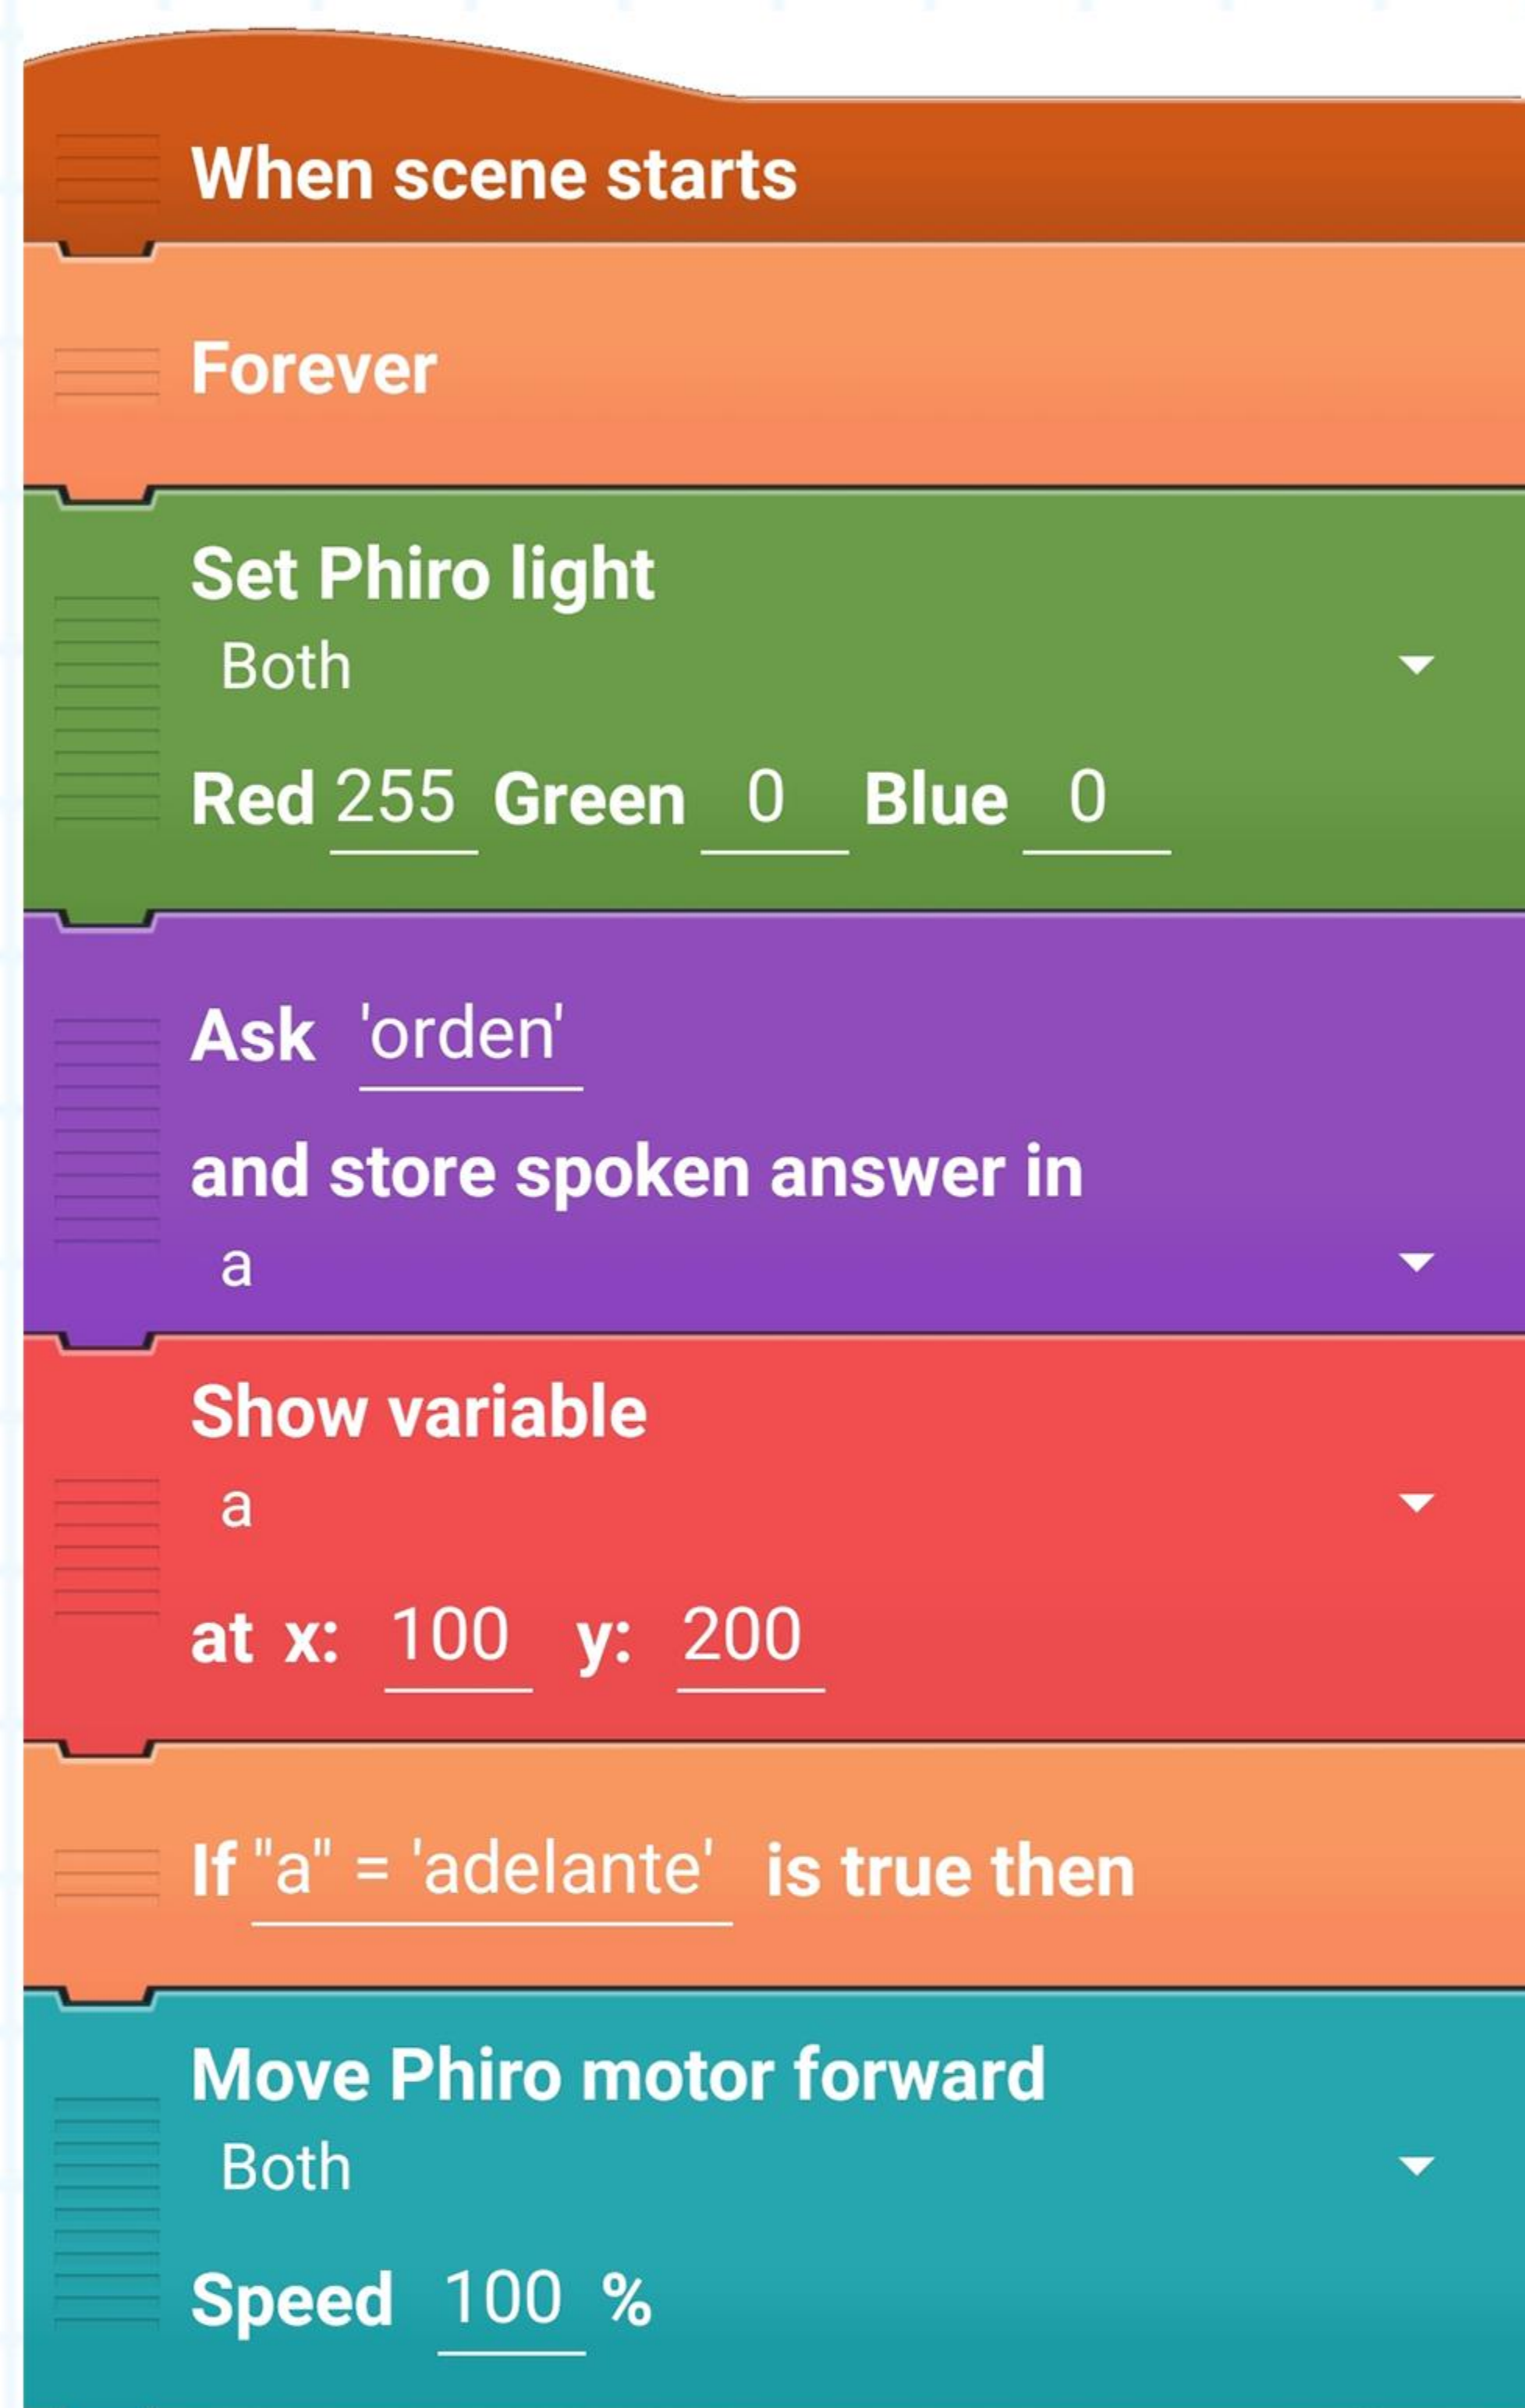 When scene starts
Forever
Set Phiro light
Both
Red 255 Green 0 Blue 0
Ask 'orden'
and store spoken answer in
a
Show variable
a
at x: 100 y: 200
If "a" = 'adelante' is true then
Move Phiro motor forward
Both
Speed 100 %